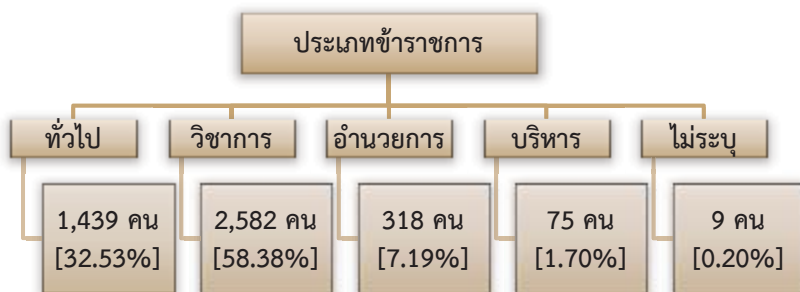 ประเภทข้าราชการ
ทั่วไป
วิชาการ
อำนวยการ
บริหาร
ไม่ระบุ
1,439 คน
[32.53%]
2,582 คน
[58.38%]
318 คน
[7.19%]
75 คน
[1.70%]
9 คน
[0.20%]